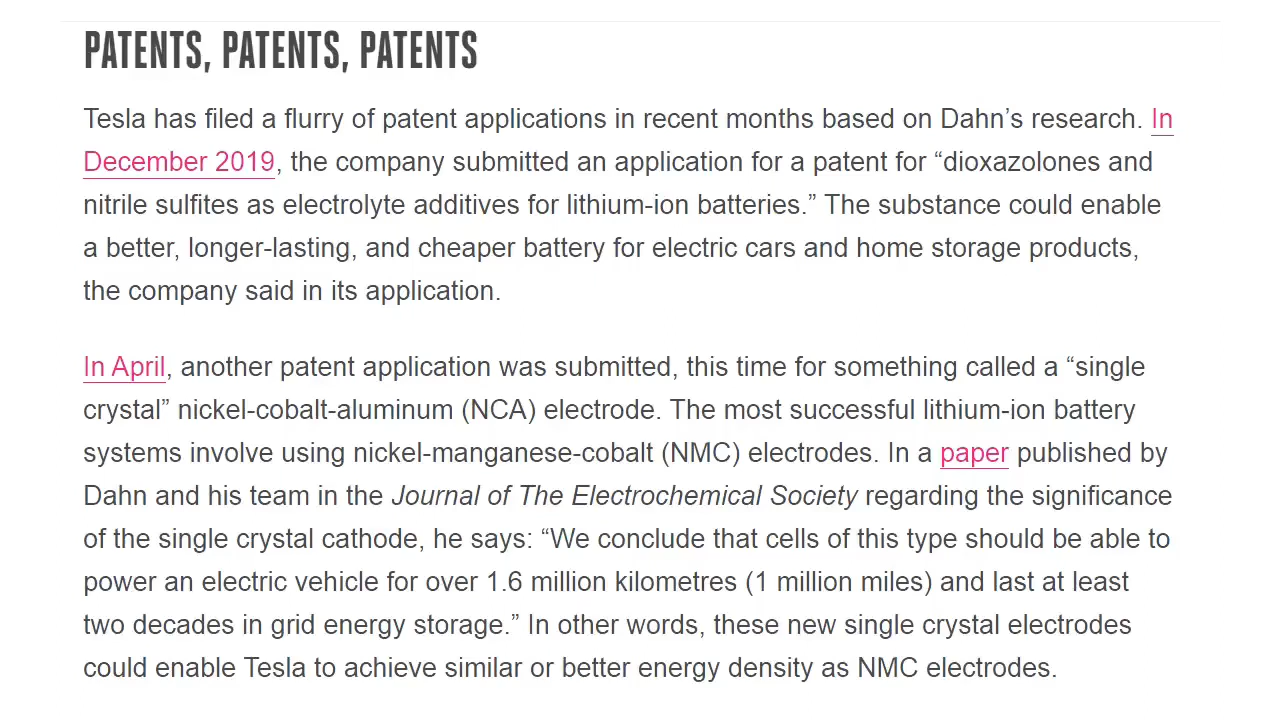 PATENTS, PATENTS, PATENTS
Tesla has filed a flurry of patent applications in recent months based on Dahn’s research. In
December 2019, the company submitted an application for a patent for “dioxazolones and
nitrile sulfites as electrolyte additives for lithium-ion batteries.” The substance could enable
a better, longer-lasting, and cheaper battery for electric cars and home storage products,
the company said in its application.
In April, another patent application was submitted, this time for something called a “single
crystal” nickel-cobalt-aluminum (NCA) electrode. The most successful lithium-ion battery
systems involve using nickel-manganese-cobalt (NMC) electrodes. In a paper published by
Dahn and his team in the Journal of The Electrochemical Society regarding the significance
of the single crystal cathode, he says: “We conclude that cells of this type should be able to
power an electric vehicle for over 1.6 million kilometres (1 million miles) and last at least
two decades in grid energy storage.” In other words, these new single crystal electrodes
could enable Tesla to achieve similar or better energy density as NMC electrodes.